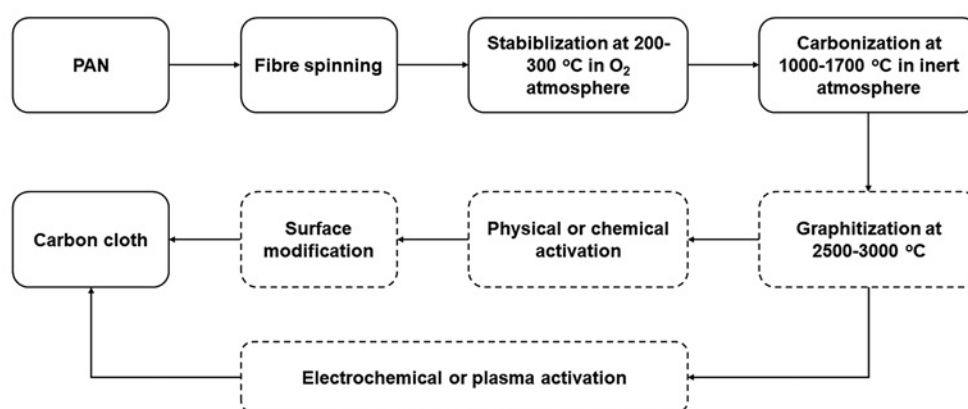 PAN
Fibre spinning
Stabiblization at 200-
300 °C in O₂
atmosphere
Carbonization at
1000-1700 °C in inert
atmosphere
Carbon cloth
Surface
modification
Physical or chemical
activation
Graphitization at
2500-3000 °C
Electrochemical or plasma activation